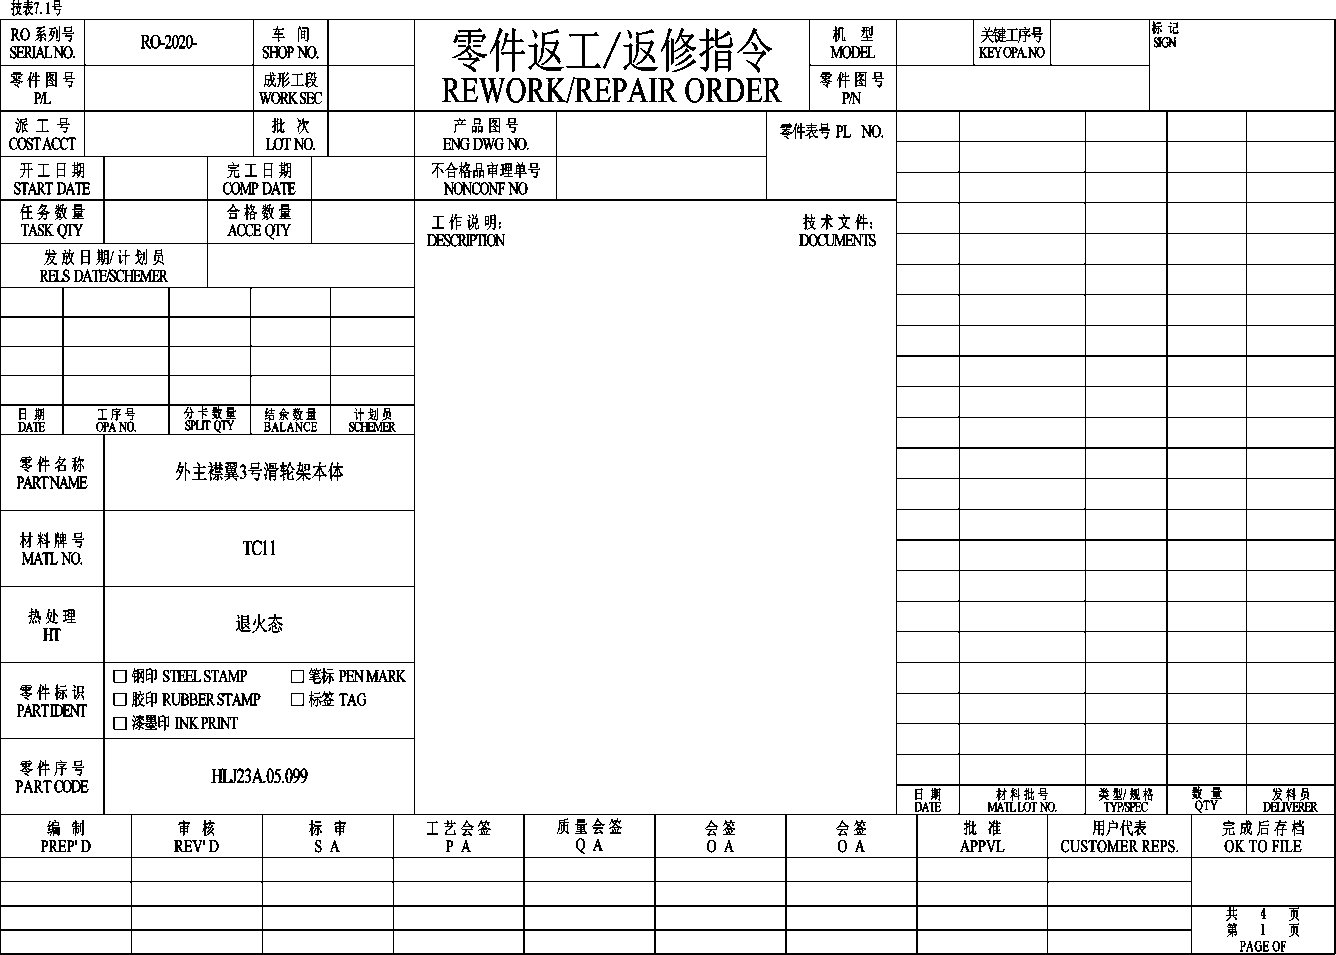 技表7.1号
RO 系列号
SERIAL NO.
RO-2020-
车 间
SHOP NO.
零件返工/返修指令
REWORK/REPAIR ORDER
机 型
MODEL
关键工序号
KEY OPA.NO
标 记
SIGN
零 件 图 号
P/L
成形工段
WORK SEC
零 件 图 号
P/N
派 工 号
COST ACCT
批 次
LOT NO.
产 品 图 号
ENG DWG NO.
零件表号 PL NO.
开 工 日 期
START DATE
完 工 日 期
COMP DATE
不合格品审理单号
NONCONF NO
任 务 数 量
TASK QTY
合 格 数 量
ACCE QTY
工 作 说 明:
DESCRIPTION
技 术 文 件:
DOCUMENTS
发 放 日 期/ 计 划 员
RELS DATE/SCHEMER
日 期
DATE
工 序 号
OPA NO.
分 卡 数 量
SPLIT QTY
结 余 数 量
BALANCE
计 划 员
SCHEMER
零 件 名 称
PART NAME
外主襟翼3号滑轮架本体
材 料 牌 号
MATL NO.
TC11
热 处 理
HT
退火态
零 件 标 识
PART IDENT
□ 钢印 STEEL STAMP □ 笔标 PEN MARK
□ 胶印 RUBBER STAMP □ 标签 TAG
□ 漆墨印 INK PRINT
零 件 序 号
PART CODE
HLJ23A.05.099
日 期
DATE
材 料 批 号
MATL LOT NO.
类 型/ 规 格
TYP/SPEC
数 量
QTY
发 料 员
DELIVERER
编 制
PREP' D
审 核
REV' D
标 审
S A
工 艺 会 签
P A
质 量 会 签
Q A
会 签
O A
会 签
O A
批 准
APPVL
用户代表
CUSTOMER REPS.
完 成 后 存 档
OK TO FILE
共 4 页
第 1 页
PAGE OF